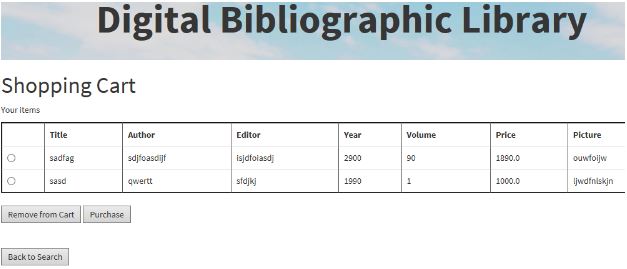 Digital Bibliographic Library
Shopping Cart
Your items
Title Author Editor Year Volume Price Picture
sadfag sdjfoasdijf isjdfoiasdj 2900 90 1890.0 ouwfoijw
sasd qwertt sfdjkj 1990 1 1000.0 ijwdfnlskjn
Remove from Cart Purchase
Back to Search